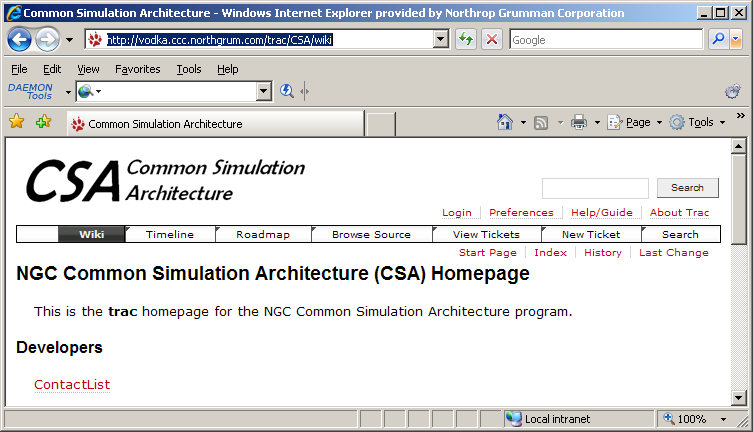 Common Simulation Architecture - Windows Internet Explorer provided by Northrop Grumman Corporation
http://vodka.ccc.northgrum.com/trac/CSA/wiki
Google
File Edit View Favorites Tools Help
DAEMON Tools
Common Simulation Architecture
Page Tools
CSA Common Simulation Architecture
Search
Login Preferences Help/Guide About Trac
Wiki Timeline Roadmap Browse Source View Tickets New Ticket Search
Start Page Index History Last Change
NGC Common Simulation Architecture (CSA) Homepage
This is the trac homepage for the NGC Common Simulation Architecture program.
Developers
ContactList
Local intranet 100%